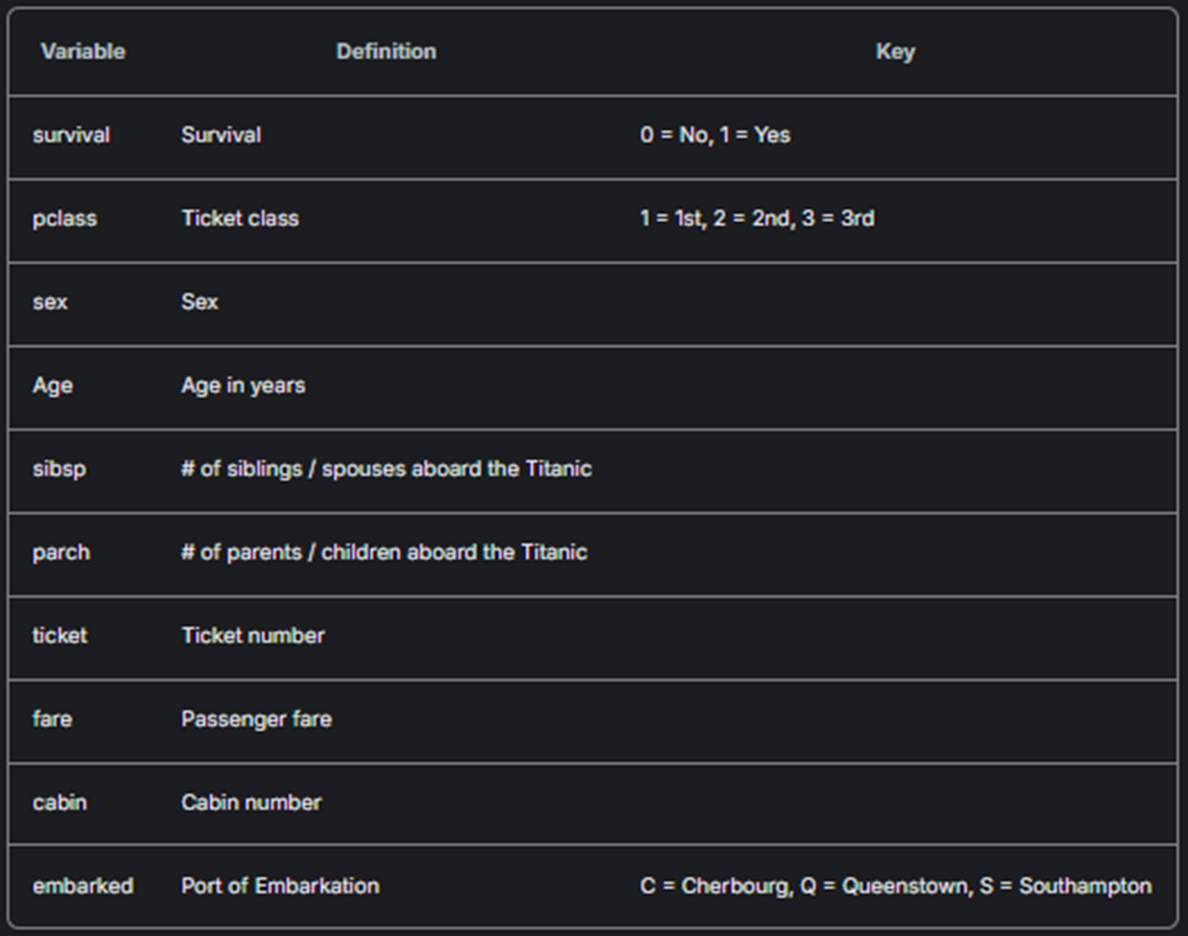 Variable Definition Key
survival Survival 0 = No, 1 = Yes
pclass Ticket class 1 = 1st, 2 = 2nd, 3 = 3rd
sex Sex
Age Age in years
sibsp # of siblings / spouses aboard the Titanic
parch # of parents / children aboard the Titanic
ticket Ticket number
fare Passenger fare
cabin Cabin number
embarked Port of Embarkation C = Cherbourg, Q = Queenstown, S = Southampton